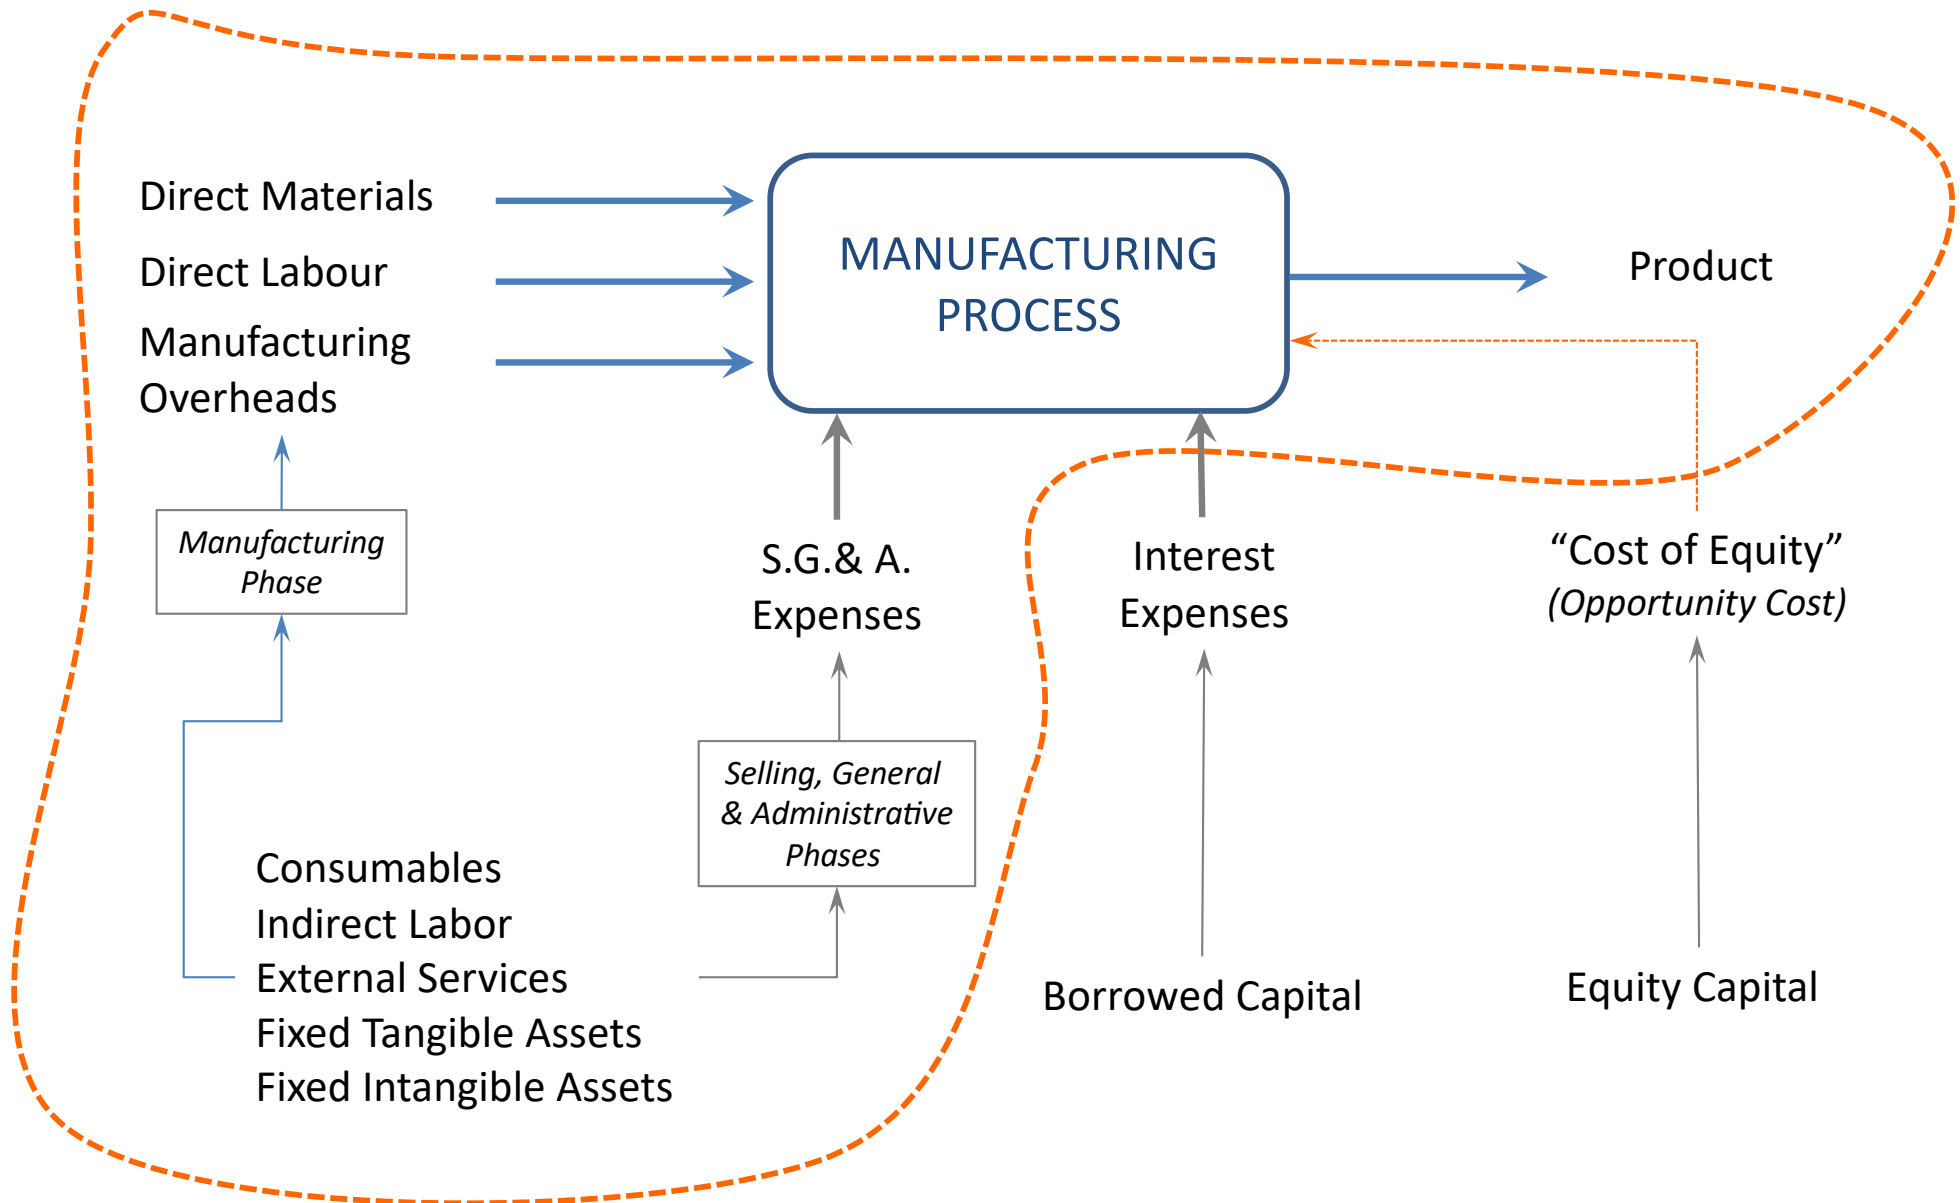 Direct Materials
Direct Labour
Manufacturing
Overheads
MANUFACTURING
PROCESS
Product
Manufacturing
Phase
S.G.& A.
Expenses
Interest
Expenses
“Cost of Equity”
(Opportunity Cost)
Selling, General
& Administrative
Phases
Consumables
Indirect Labor
External Services
Fixed Tangible Assets
Fixed Intangible Assets
Borrowed Capital
Equity Capital